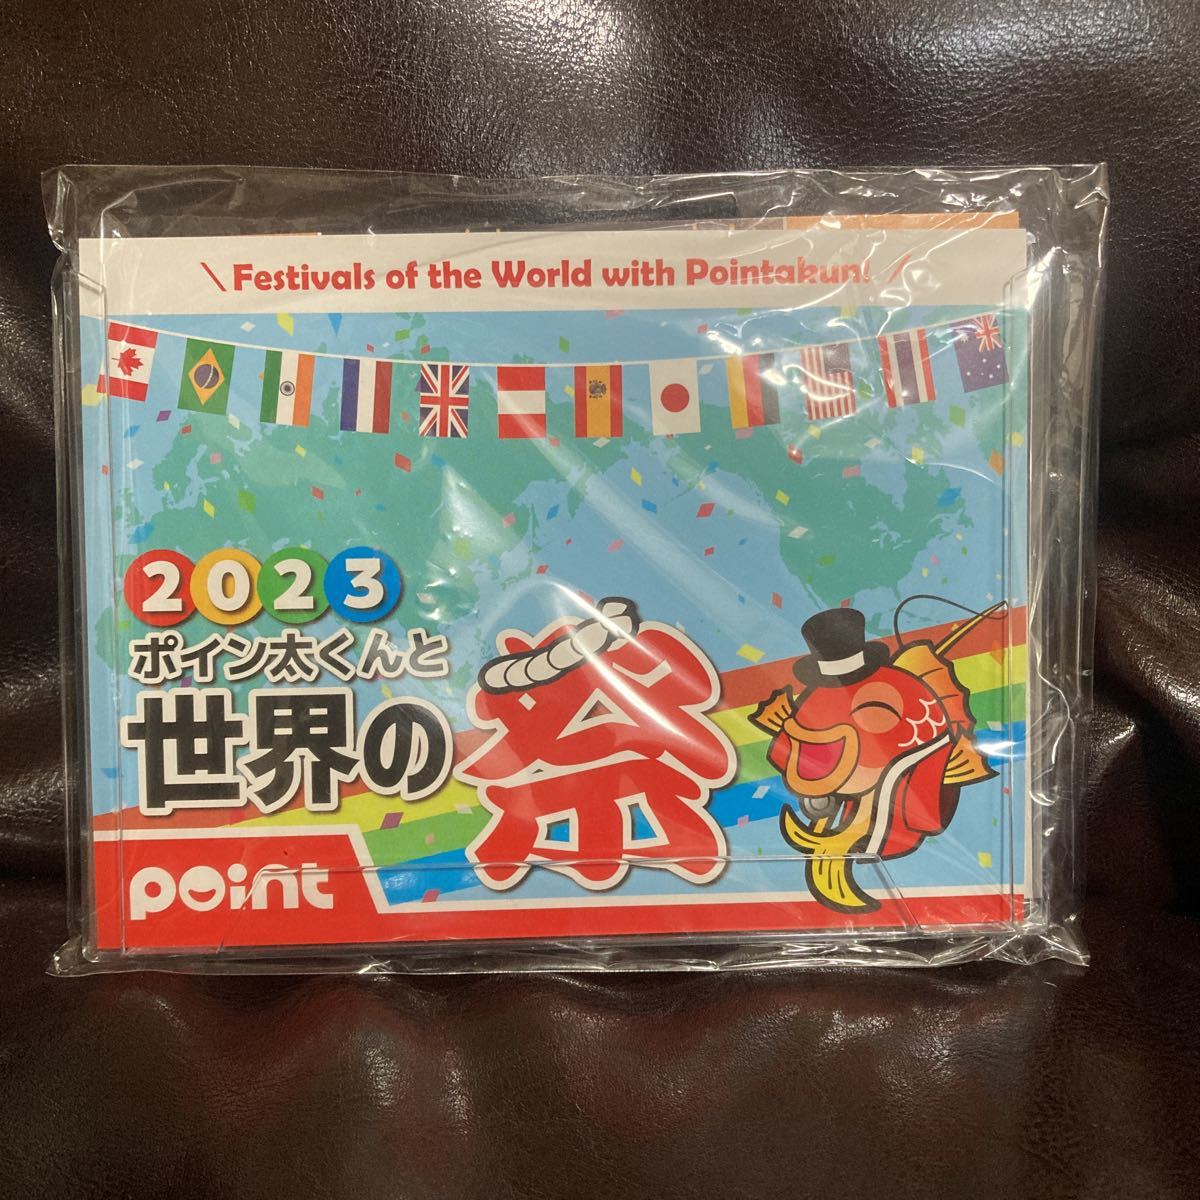 \ Festivals of the World with Pointakun! /
2023
ポイン太くんと
世界の祭
point